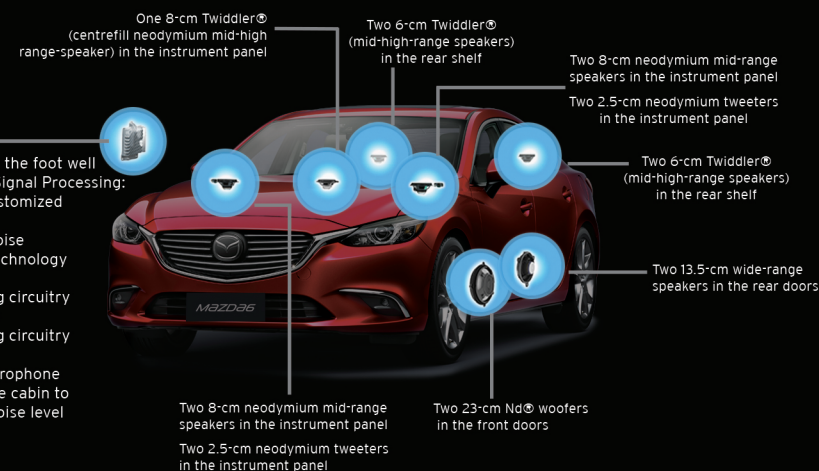 One 8-cm Twiddler®
(centrefill neodymium mid-high
range-speaker) in the instrument panel
Two 6-cm Twiddler®
(mid-high-range speakers)
in the rear shelf
Two 8-cm neodymium mid-range
speakers in the instrument panel
Two 2.5-cm neodymium tweeters
in the instrument panel
the foot well
Signal Processing:
stomized
oise
chnology
g circuitry
g circuitry
rophone
e cabin to
oise level
Two 6-cm Twiddler®
(mid-high-range speakers)
in the rear shelf
Two 13.5-cm wide-range
speakers in the rear doors
mazda6
Two 8-cm neodymium mid-range
speakers in the instrument panel
Two 2.5-cm neodymium tweeters
in the instrument panel
Two 23-cm Nd® woofers
in the front doors